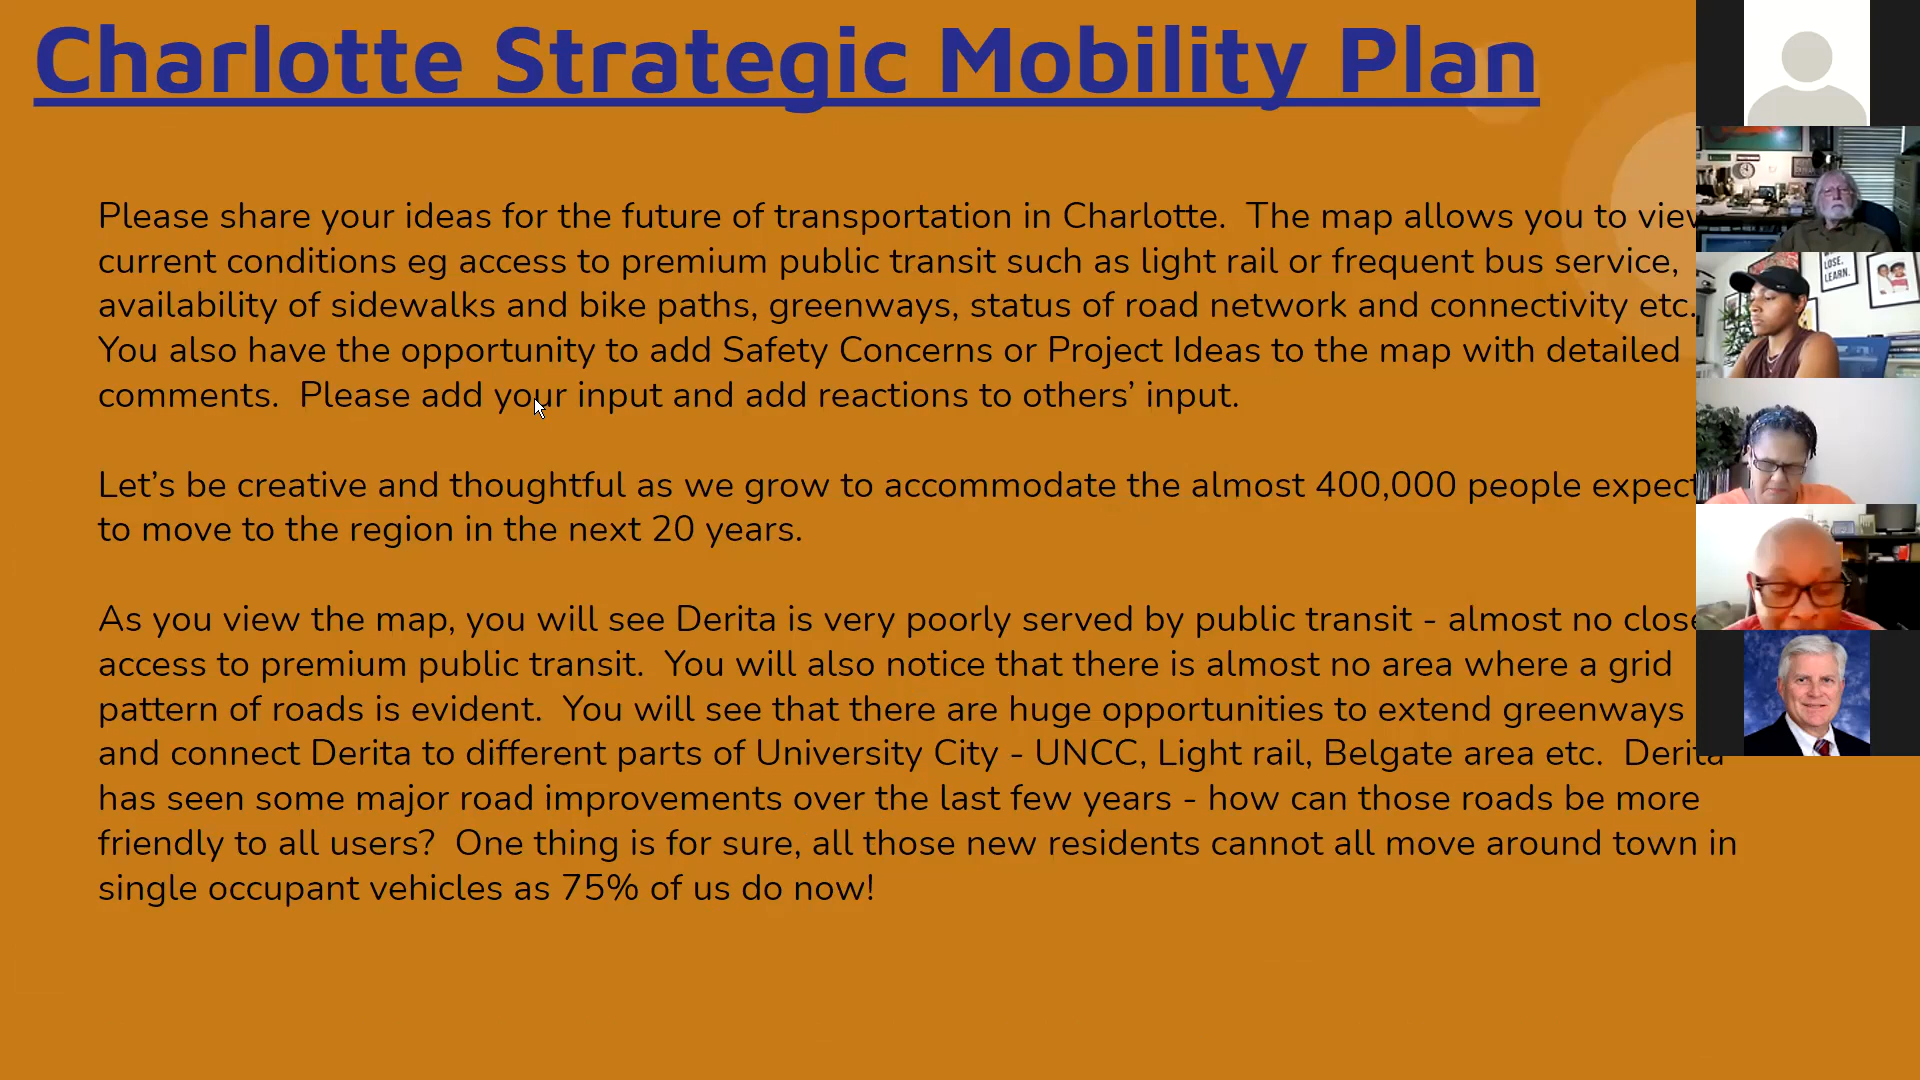 Charlotte Strategic Mobility Plan
Please share your ideas for the future of transportation in Charlotte. The map allows you to view
current conditions eg access to premium public transit such as light rail or frequent bus service,
availability of sidewalks and bike paths, greenways, status of road network and connectivity etc.
You also have the opportunity to add Safety Concerns or Project Ideas to the map with detailed
comments. Please add your input and add reactions to others’ input.
Let’s be creative and thoughtful as we grow to accommodate the almost 400,000 people expect
to move to the region in the next 20 years.
As you view the map, you will see Derita is very poorly served by public transit - almost no close
access to premium public transit. You will also notice that there is almost no area where a grid
pattern of roads is evident. You will see that there are huge opportunities to extend greenways
and connect Derita to different parts of University City - UNCC, Light rail, Belgate area etc. Derita
has seen some major road improvements over the last few years - how can those roads be more
friendly to all users? One thing is for sure, all those new residents cannot all move around town in
single occupant vehicles as 75% of us do now!
LOSE.
LEARN.